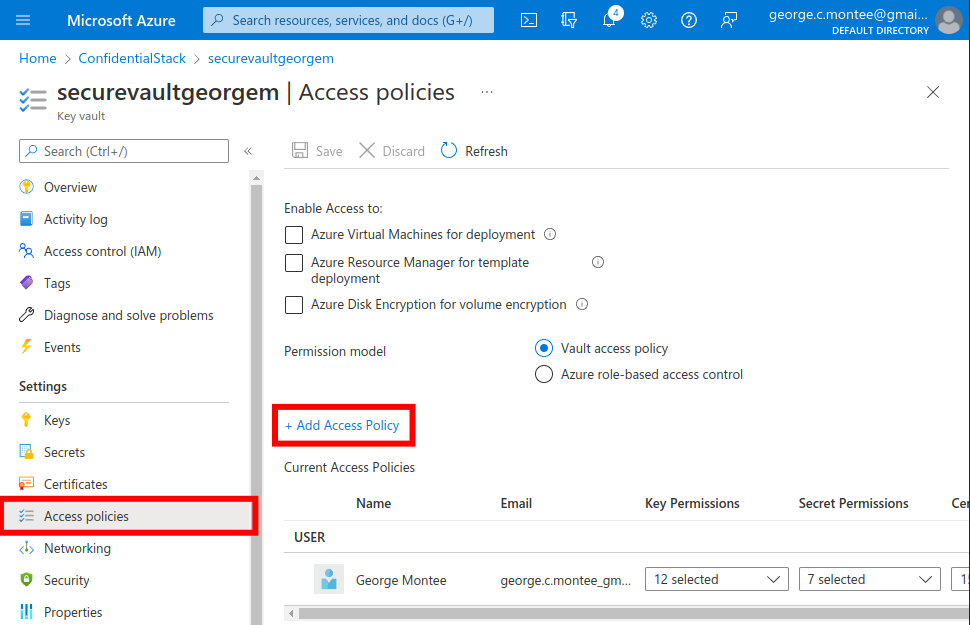 Microsoft Azure
Search resources, services, and docs (G+/)
4
george.c.montee@gmai...
DEFAULT DIRECTORY
Home > ConfidentialStack > securevaultgeorgem
securevaultgeorgem | Access policies ...
Key vault
Search (Ctrl+/)
«
Overview
Activity log
Access control (IAM)
Tags
Diagnose and solve problems
Events
Settings
Keys
Secrets
Certificates
Access policies
Networking
Security
Properties
Save
Discard
Refresh
Enable Access to:
Azure Virtual Machines for deployment
Azure Resource Manager for template
deployment
Azure Disk Encryption for volume encryption
Permission model
Vault access policy
Azure role-based access control
+ Add Access Policy
Current Access Policies
Name Email Key Permissions Secret Permissions Cer
USER
George Montee george.c.montee_gm... 12 selected 7 selected 15